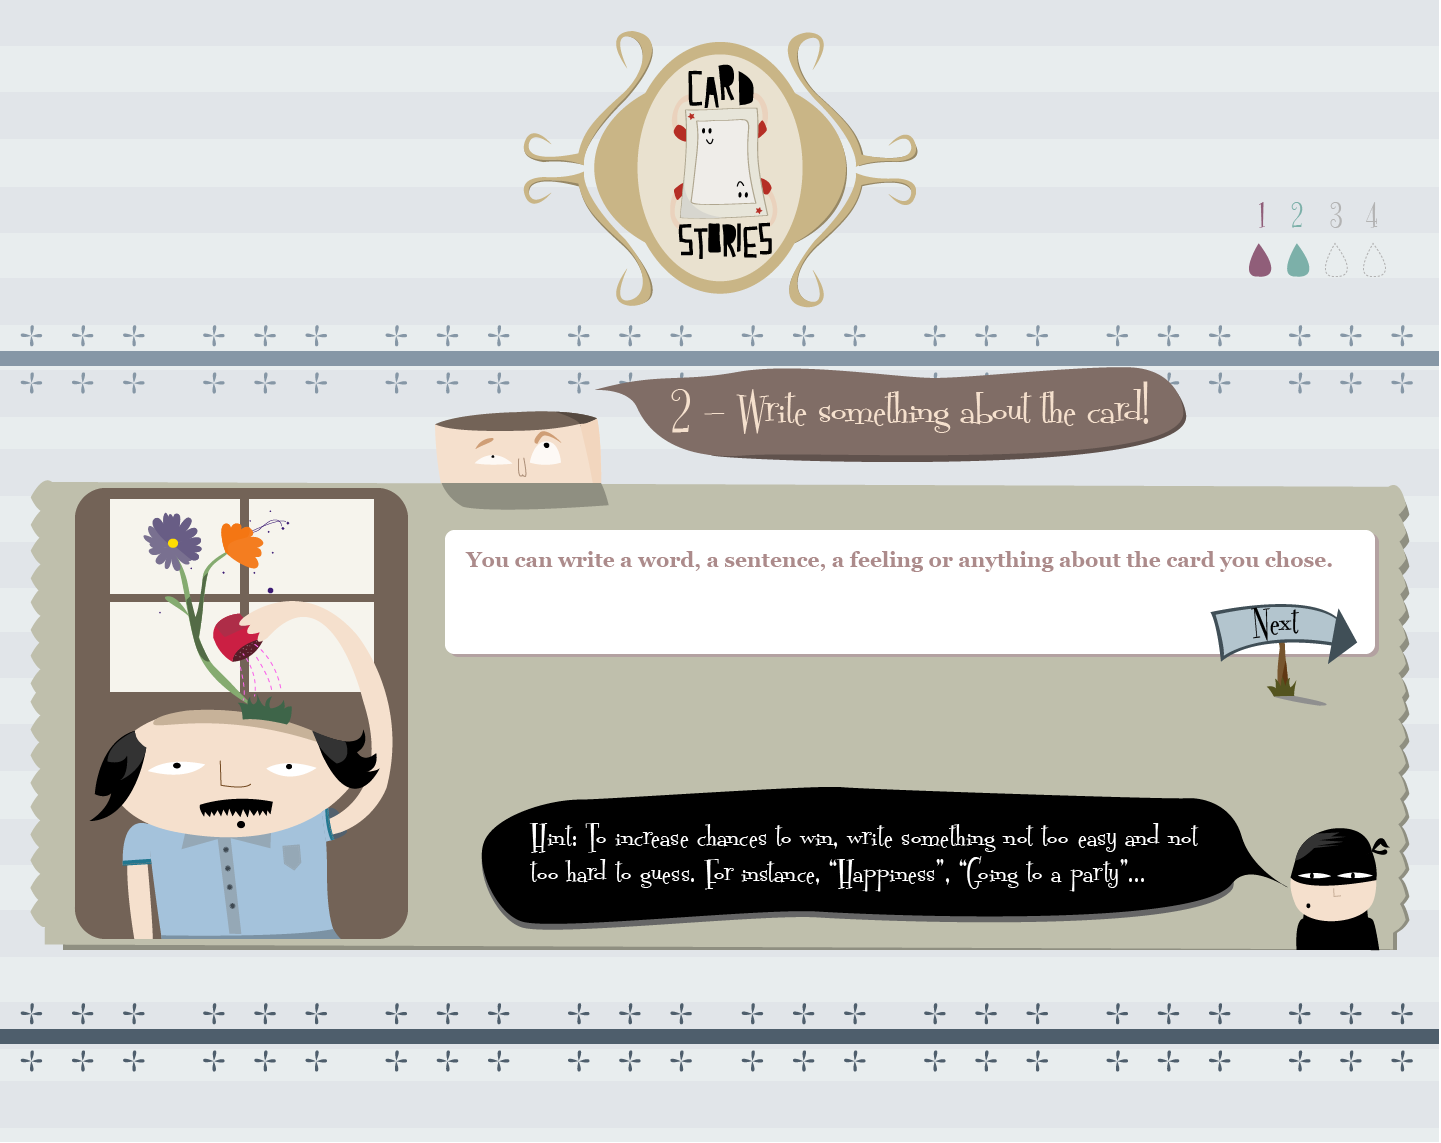 CARD
STORIES
1 2 3 4
2 – Write something about the card!
You can write a word, a sentence, a feeling or anything about the card you chose.
Next
Hint: To increase chances to win, write something not too easy and not
too hard to guess. For instance, “Happiness”, “Going to a party”...